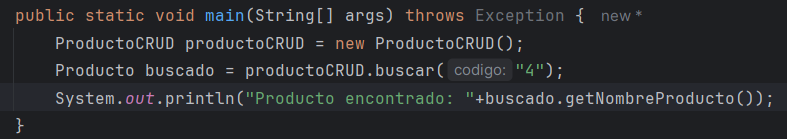 public static void main(String[] args) throws Exception { new *
    ProductoCRUD productoCRUD = new ProductoCRUD();
    Producto buscado = productoCRUD.buscar( codigo: "4");
    System.out.println("Producto encontrado: "+buscado.getNombreProducto());
}